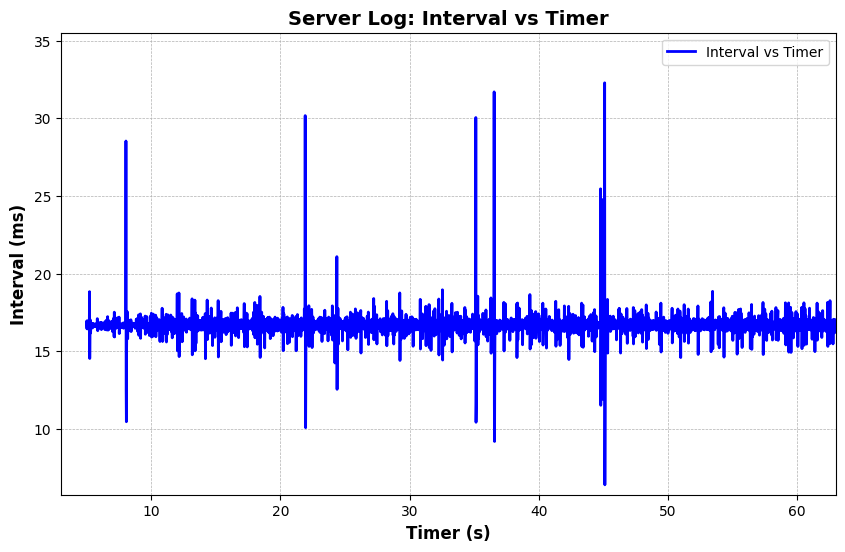 Server Log: Interval vs Timer
Interval vs Timer
35
30
25
20
15
10
Interval (ms)
10 20 30 40 50 60
Timer (s)